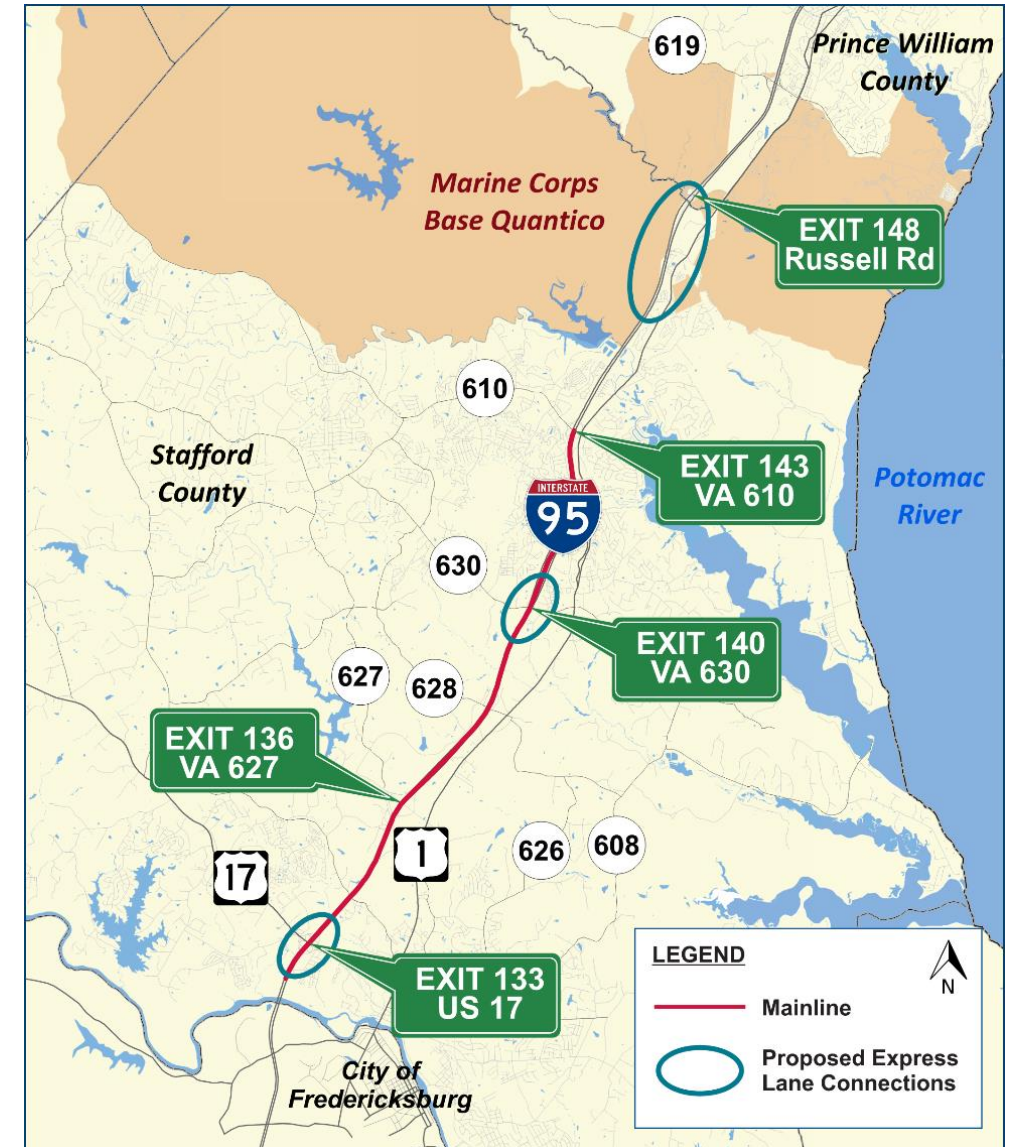 619
Prince William
County
Marine Corps
Base Quantico
EXIT 148
Russell Rd
610
Stafford
County
EXIT 143
VA 610
Potomac
River
INTERSTATE
95
630
EXIT 140
VA 630
627
628
EXIT 136
VA 627
1
626
608
17
EXIT 133
US 17
City of
Fredericksburg
LEGEND
N
Mainline
Proposed Express
Lane Connections